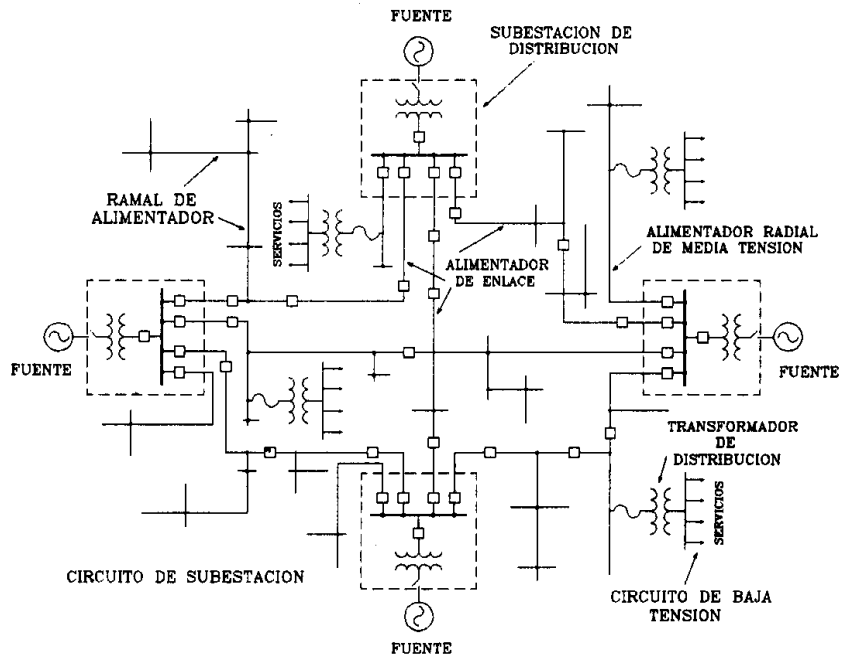 FUENTE
SUBESTACION DE
DISTRIBUCION
RAMAL DE
ALIMENTADOR
SERVICIOS
ALIMENTADOR
DE ENLACE
ALIMENTADOR RADIAL
DE MEDIA TENSION
FUENTE
FUENTE
TRANSFORMADOR
DE
DISTRIBUCION
SERVICIOS
CIRCUITO DE SUBESTACION
CIRCUITO DE BAJA
TENSION
FUENTE